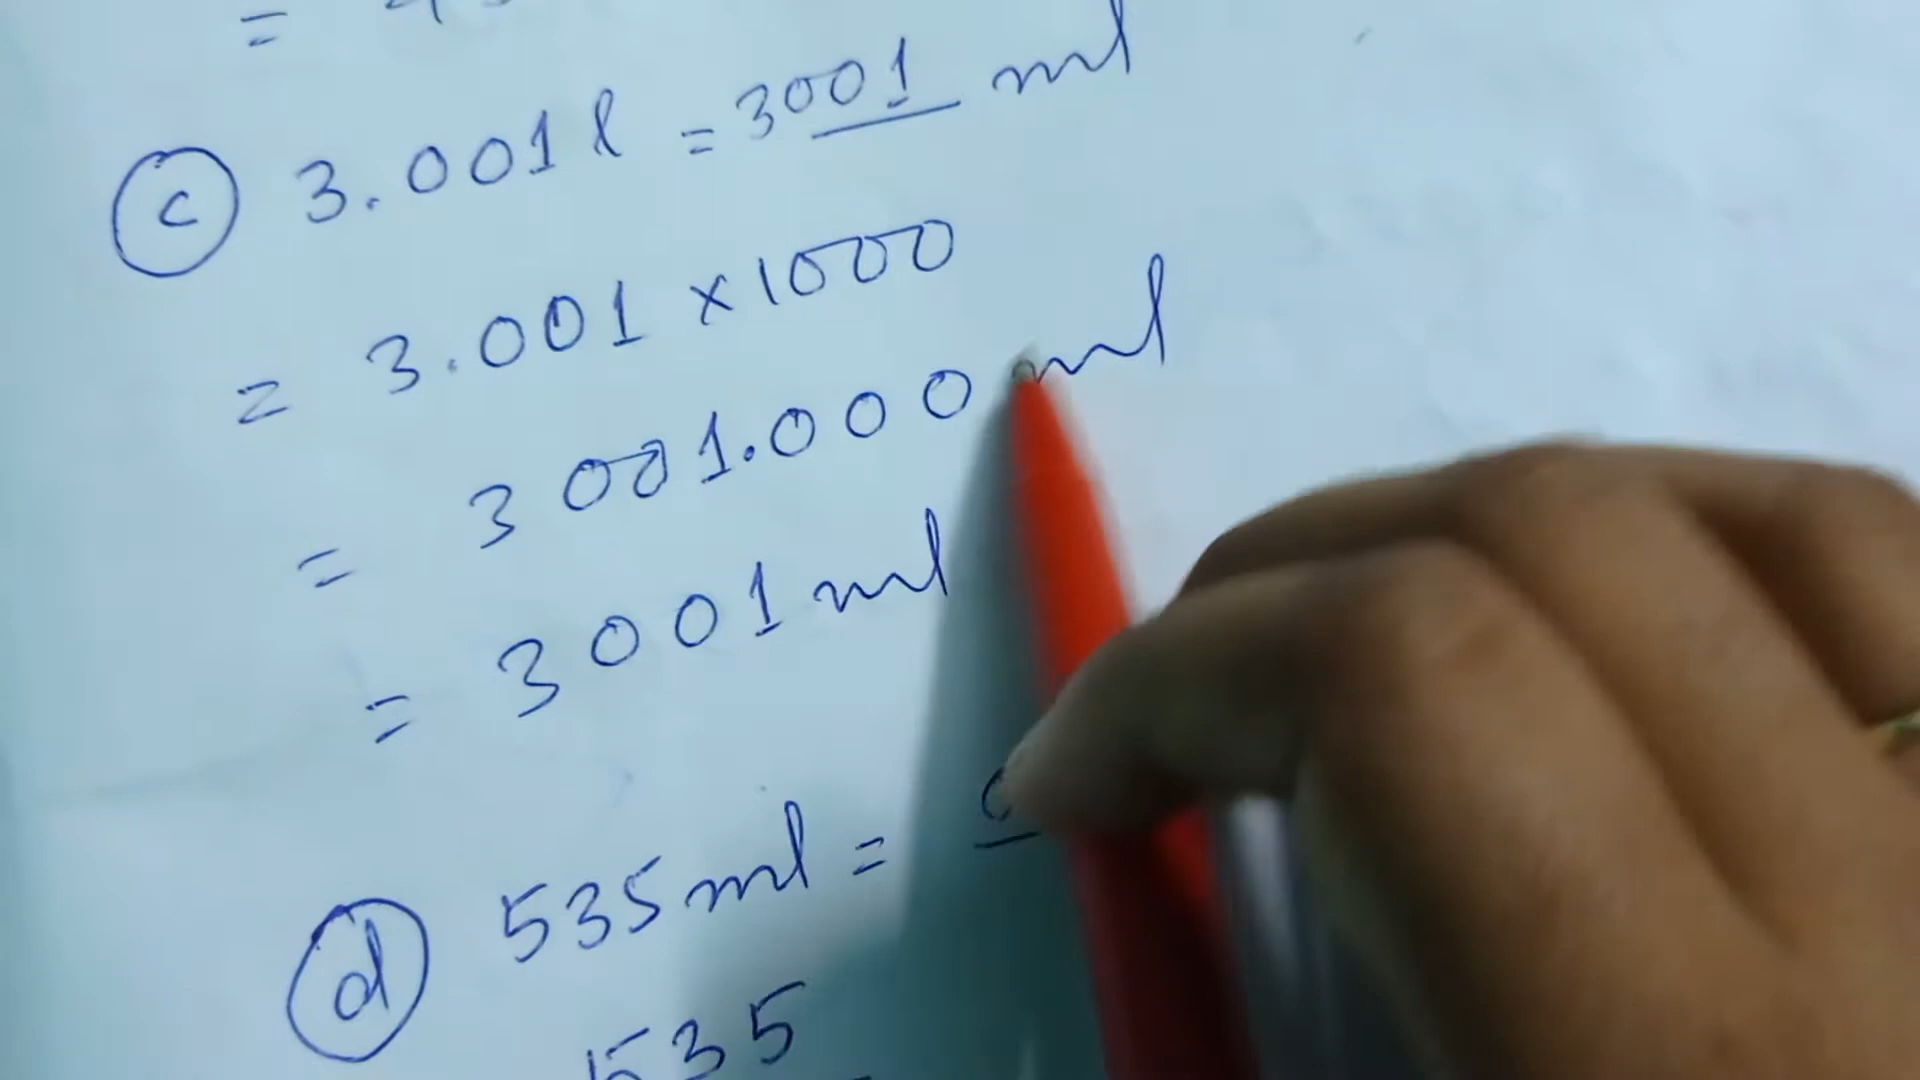 =
c 3.001 l = 3001 ml
= 3.001 × 1000
= 3001.000 ml
= 3001 ml
d 535 ml =
535